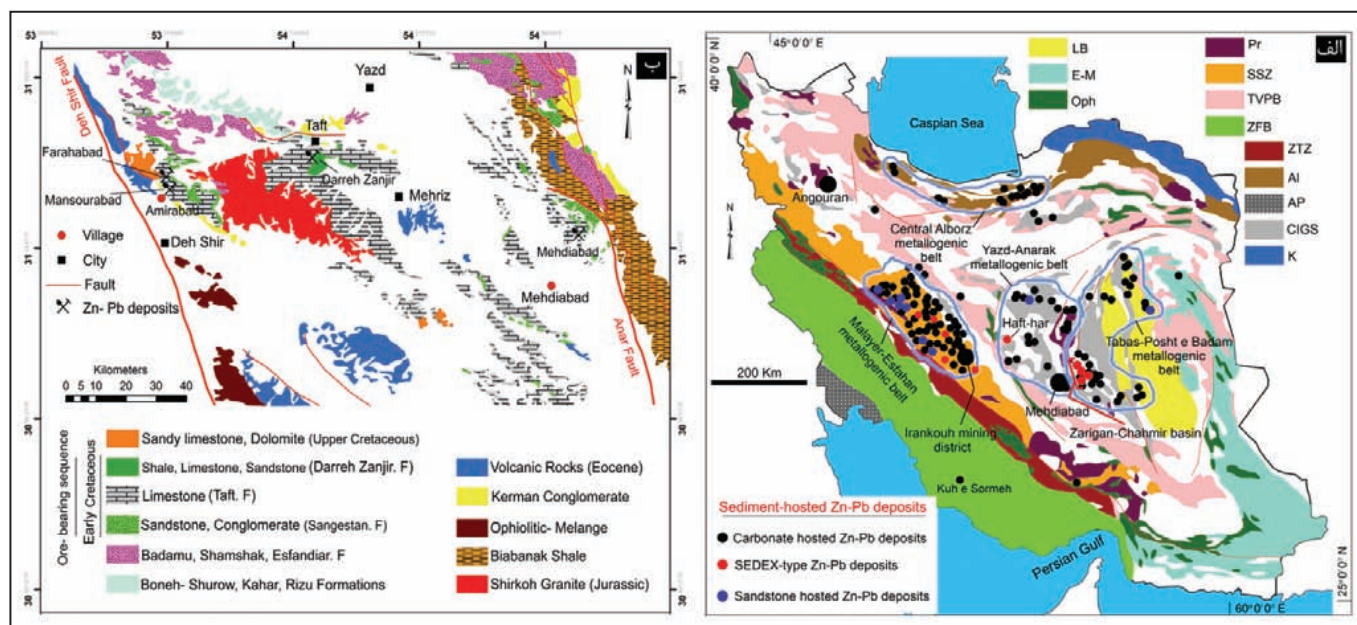 ب
53
53
54
54
54
31
31
31
31
30
30
30
30
N
Deh Shir Fault
Yazd
Taft
Farahabad
Darreh Zanjir
Mansourabad
Amirabad
Mehriz
Deh Shir
Mehdiabad
Mehdiabad
Anar Fault
Village
City
Fault
Zn- Pb deposits
Kilometers
0 5 10 20 30 40
Ore- bearing sequence
Early Cretaceous
Sandy limestone, Dolomite (Upper Cretaceous)
Shale, Limestone, Sandstone (Darreh Zanjir. F)
Limestone (Taft. F)
Sandstone, Conglomerate (Sangestan. F)
Badamu, Shamshak, Esfandiar. F
Boneh- Shurow, Kahar, Rizu Formations
Volcanic Rocks (Eocene)
Kerman Conglomerate
Ophiolitic- Melange
Biabanak Shale
Shirkoh Granite (Jurassic)
الف
45°0'0"E
40°0'0"N
LB
E-M
Oph
Pr
SSZ
TVPB
ZFB
ZTZ
Al
AP
CIGS
K
Caspian Sea
N
Angouran
Central Alborz
metallogenic
belt
Yazd-Anarak
metallogenic belt
Haft-har
Malayer-Esfahan
metallogenic belt
Tabas-Posht e Badam
metallogenic
belt
200 Km
Mehdiabad
Irankouh mining
district
Zarigan-Chahmir basin
Kuh e Sormeh
Persian Gulf
Sediment-hosted Zn-Pb deposits
Carbonate hosted Zn-Pb deposits
SEDEX-type Zn-Pb deposits
Sandstone hosted Zn-Pb deposits
25°0'0"N
60°0'0"E